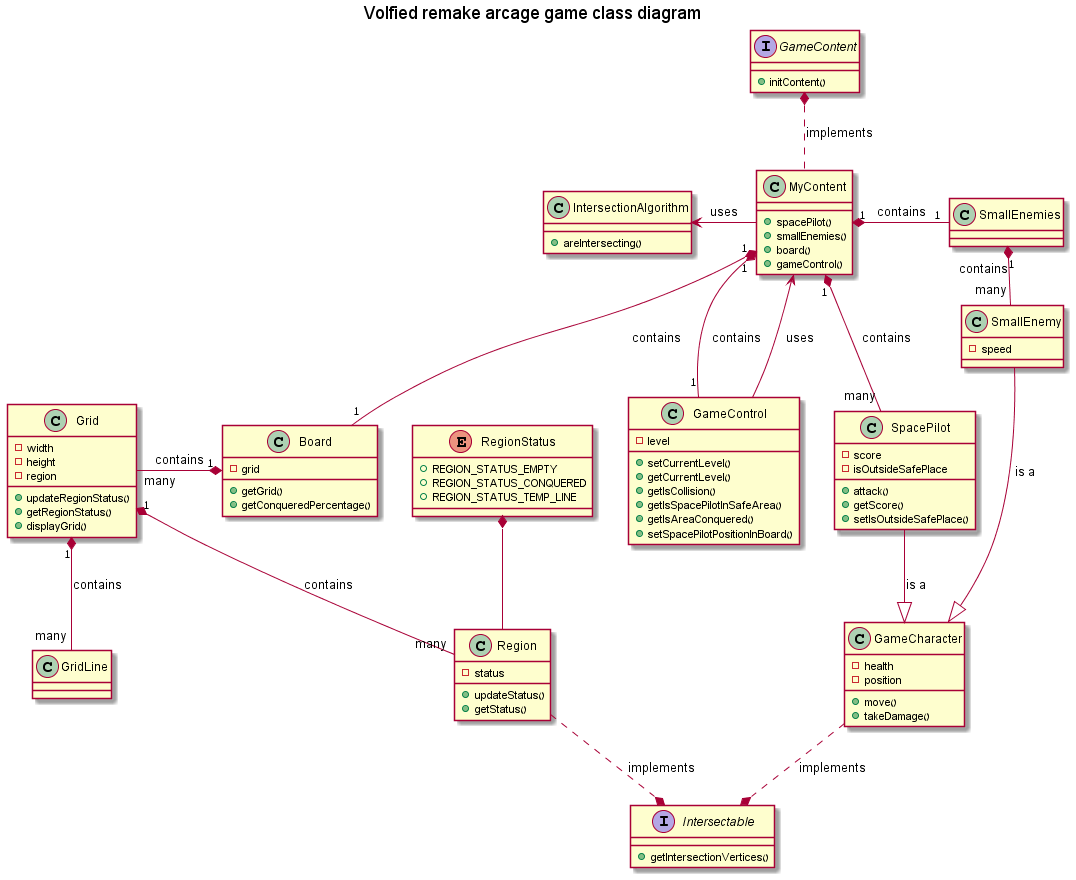 Volfied remake arcage game class diagram
I GameContent
initContent()
implements
C MyContent
spacePilot()
smallEnemies()
board()
gameControl()
C IntersectionAlgorithm
areIntersecting()
uses
1 contains 1
C SmallEnemies
contains 1
many
C SmallEnemy
speed
1
1
1
contains
contains
uses
contains
1
1
many
C Grid
width
height
region
updateRegionStatus()
getRegionStatus()
displayGrid()
contains 1
many
C Board
grid
getGrid()
getConqueredPercentage()
E RegionStatus
REGION_STATUS_EMPTY
REGION_STATUS_CONQUERED
REGION_STATUS_TEMP_LINE
C GameControl
level
setCurrentLevel()
getCurrentLevel()
getIsCollision()
getIsSpacePilotInSafeArea()
getIsAreaConquered()
setSpacePilotPositionInBoard()
C SpacePilot
score
isOutsideSafePlace
attack()
getScore()
setIsOutsideSafePlace()
is a
1
1
contains
contains
is a
many
many
C GridLine
C Region
status
updateStatus()
getStatus()
C GameCharacter
health
position
move()
takeDamage()
implements
implements
I Intersectable
getIntersectionVertices()